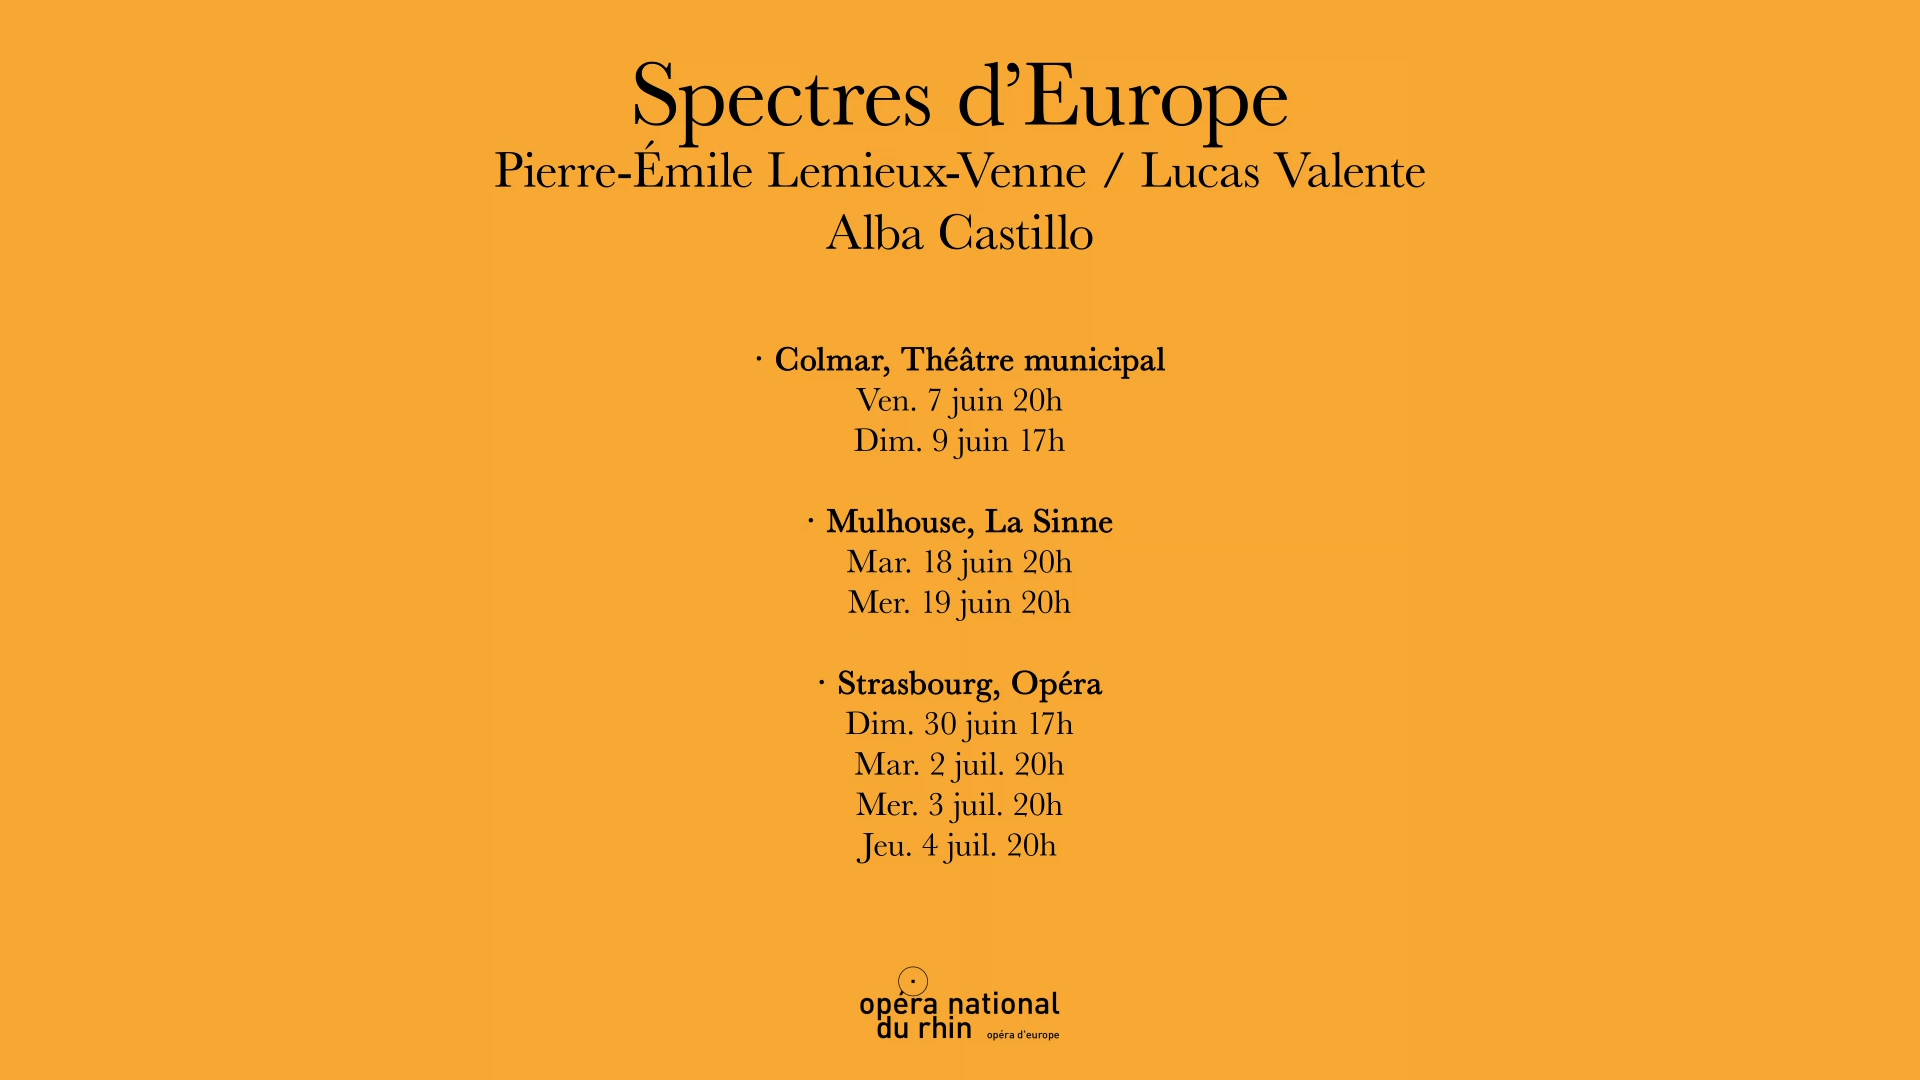 Spectres d’Europe
Pierre-Émile Lemieux-Venne / Lucas Valente
Alba Castillo
· Colmar, Théâtre municipal
Ven. 7 juin 20h
Dim. 9 juin 17h
· Mulhouse, La Sinne
Mar. 18 juin 20h
Mer. 19 juin 20h
· Strasbourg, Opéra
Dim. 30 juin 17h
Mar. 2 juil. 20h
Mer. 3 juil. 20h
Jeu. 4 juil. 20h
opéra national
du rhin opéra d'europe